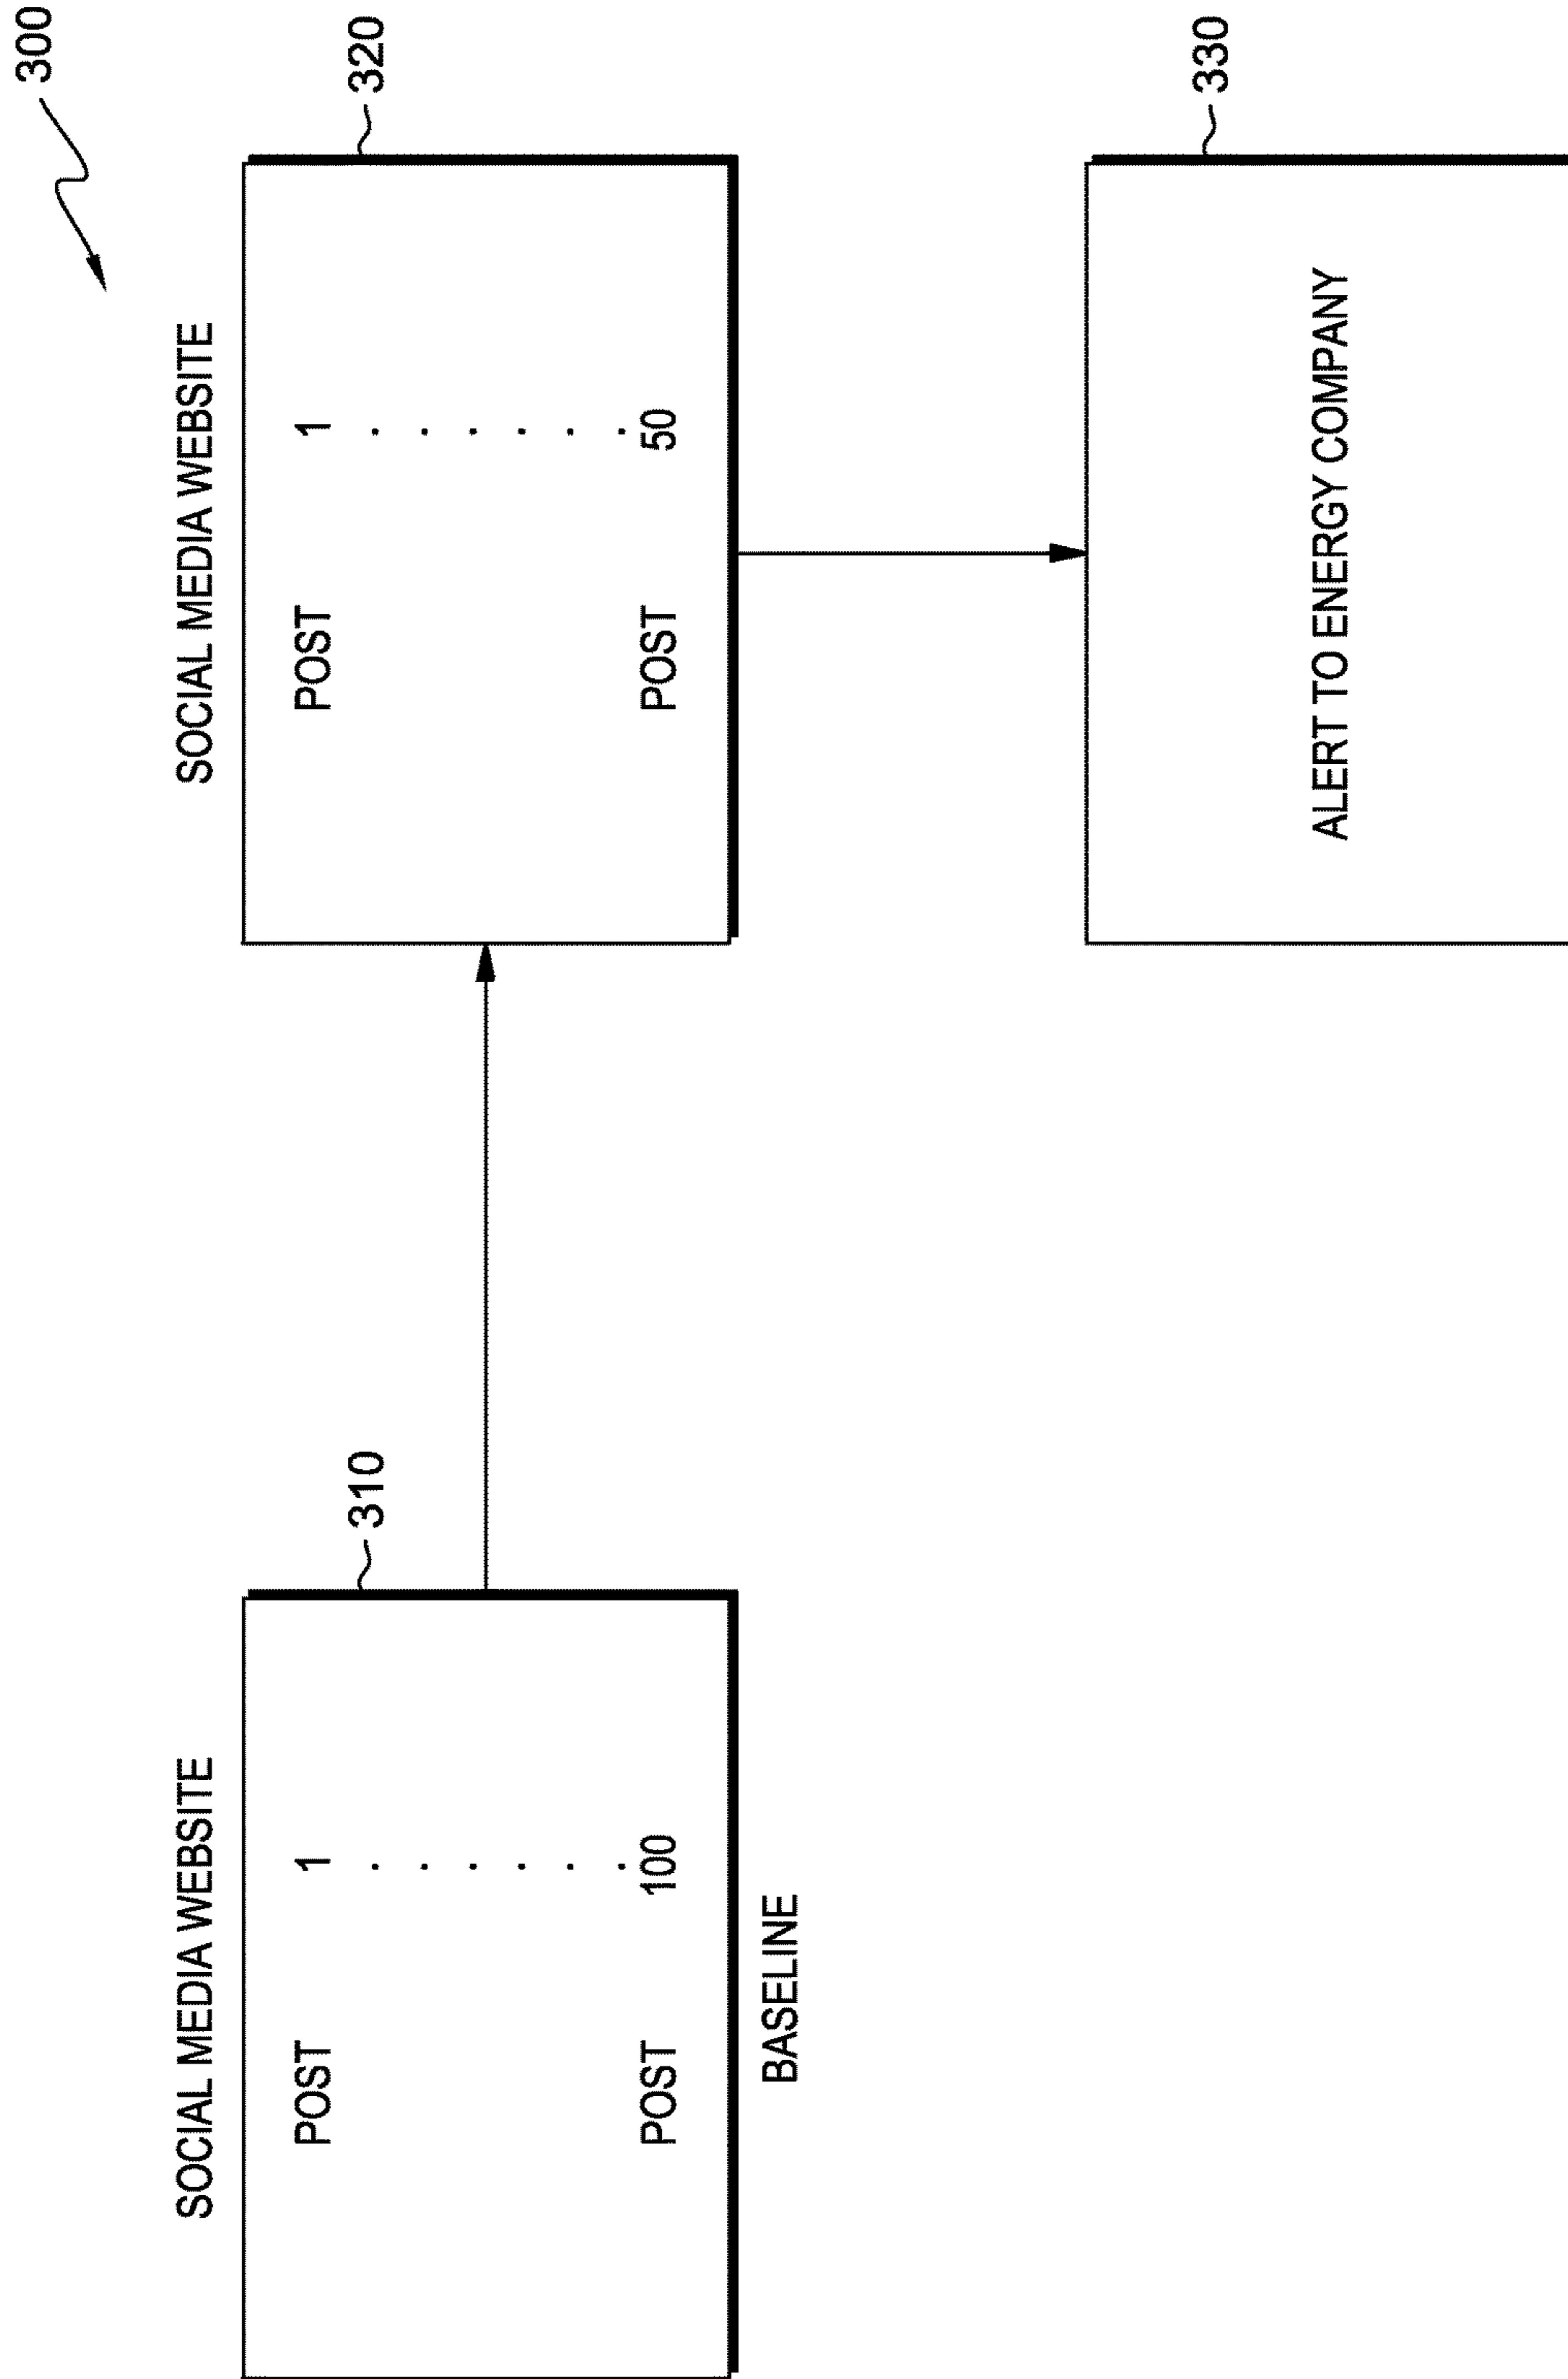 300
SOCIAL MEDIA WEBSITE
310
POST 1
. . . . . .
POST 100
BASELINE
SOCIAL MEDIA WEBSITE
320
POST 1
. . . . . .
POST 50
330
ALERT TO ENERGY COMPANY